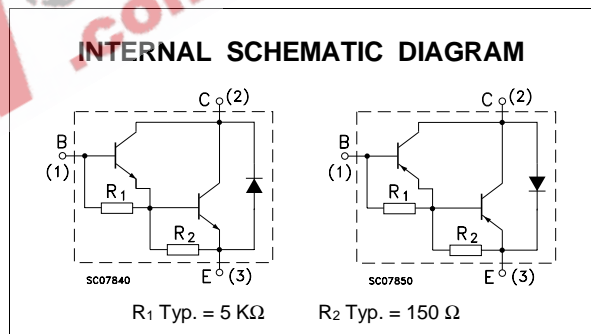 .com
INTERNAL SCHEMATIC DIAGRAM
C (2)
B
(1)
R1
R2
SC07840
E (3)
C (2)
B
(1)
R1
R2
SC07850
E (3)
R1 Typ. = 5 KΩ R2 Typ. = 150 Ω